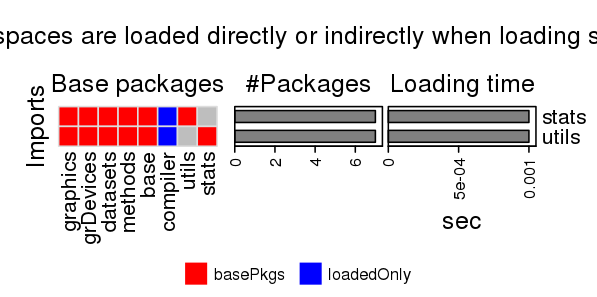 spaces are loaded directly or indirectly when loading s
Base packages #Packages Loading time
Imports
stats
utils
graphics
grDevices
datasets
methods
base
compiler
utils
stats
0 2 4 6
0 5e-04 0.001
sec
basePkgs loadedOnly